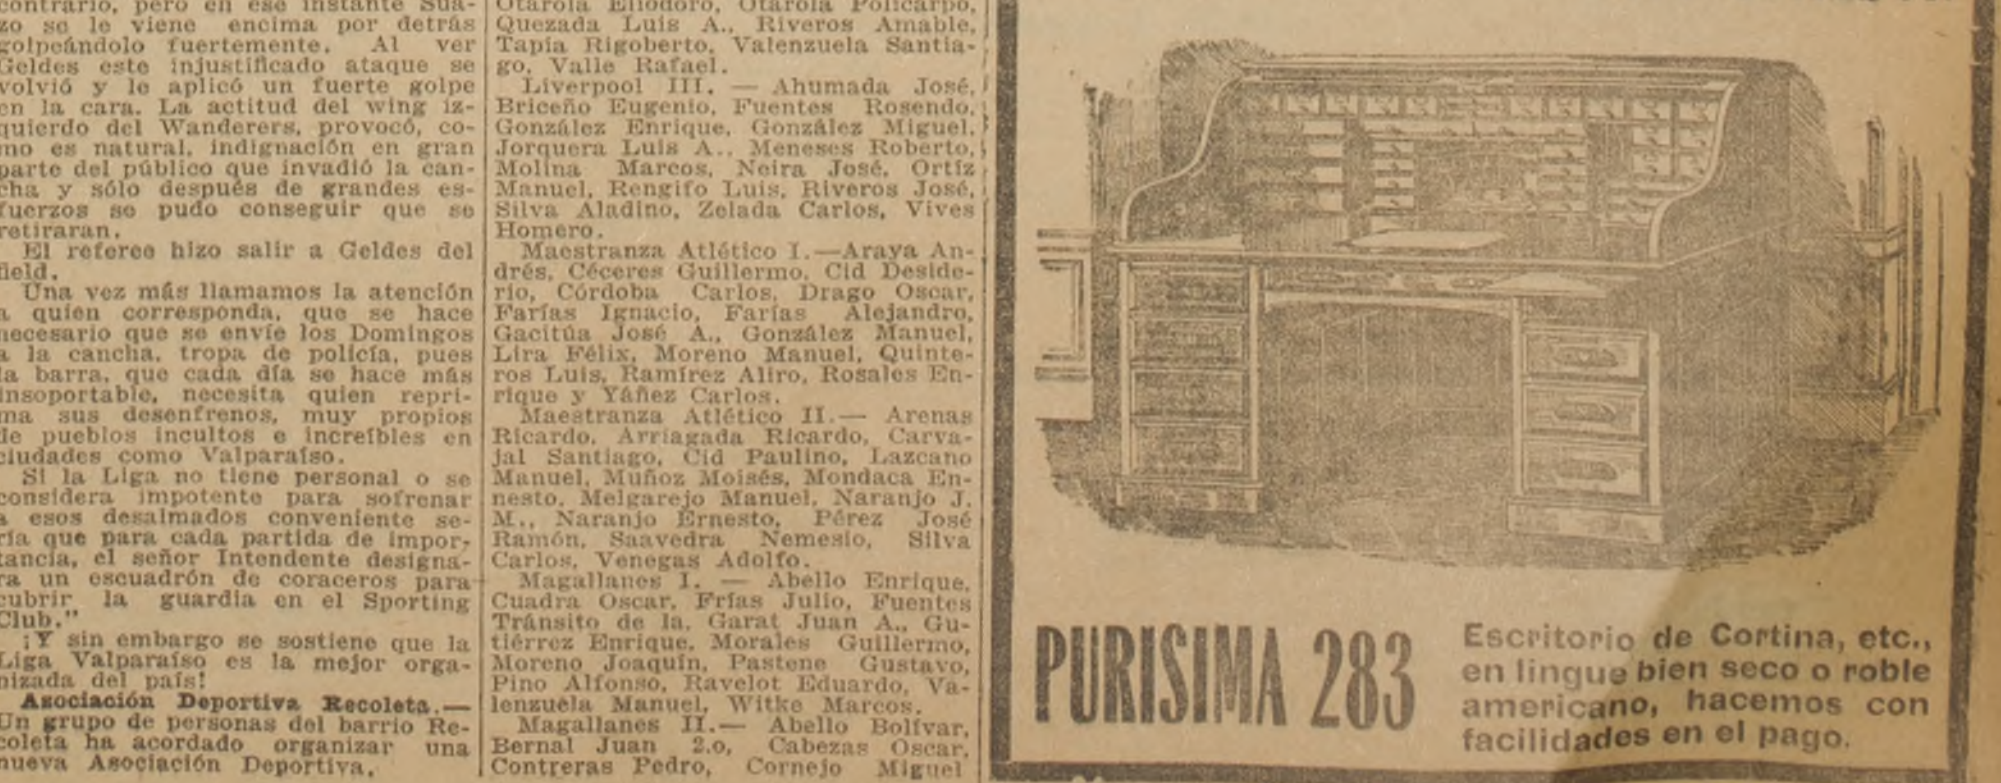 contrario, pero en ese instante Sua-
zo se le viene encima por detrás
golpeándolo fuertemente. Al ver
Geldes este injustificado ataque se
volvió y le aplicó un fuerte golpe
en la cara. La actitud del wing iz-
quierdo del Wanderers, provocó, co-
mo es natural, indignación en gran
parte del público que invadió la can-
cha y sólo después de grandes es-
fuerzos se pudo conseguir que se
retiraran.
El referee hizo salir a Geldes del
field.
Una vez más llamamos la atención
a quien corresponda, que se hace
necesario que se envíe los Domingos
a la cancha, tropa de policía, pues
la barra, que cada día se hace más
insoportable, necesita quien repri-
ma sus desenfrenos, muy propios
de pueblos incultos e increíbles en
ciudades como Valparaíso.
Si la Liga no tiene personal o se
considera impotente para sofrenar
a esos desalmados conveniente se-
ría que para cada partida de impor-
tancia, el señor Intendente designa-
ra un escuadrón de coraceros para
cubrir la guardia en el Sporting
Club."
¡Y sin embargo se sostiene que la
Liga Valparaíso es la mejor orga-
nizada del país!
Asociación Deportiva Recoleta.—
Un grupo de personas del barrio Re-
coleta ha acordado organizar una
nueva Asociación Deportiva.
Otárola Eliodoro, Otárola Policarpo,
Quezada Luis A., Riveros Amable,
Tapia Rigoberto, Valenzuela Santia-
go, Valle Rafael.
Liverpool III. — Ahumada José,
Briceño Eugenio, Fuentes Rosendo,
González Enrique, González Miguel,
Jorquera Luis A., Meneses Roberto,
Molina Marcos, Neira José, Ortíz
Manuel, Rengifo Luis, Riveros José,
Silva Aladino, Zelada Carlos, Vives
Homero.
Maestranza Atlético I.—Araya An-
drés, Céceres Guillermo, Cid Deside-
rio, Córdoba Carlos, Drago Oscar,
Farías Ignacio, Farías Alejandro,
Gacitúa José A., González Manuel,
Lira Félix, Moreno Manuel, Quinte-
ros Luis, Ramírez Aliro, Rosales En-
rique y Yáñez Carlos.
Maestranza Atlético II.— Arenas
Ricardo, Arriagada Ricardo, Carva-
jal Santiago, Cid Paulino, Lazcano
Manuel, Muñoz Moisés, Mondaca En-
nesto, Melgarejo Manuel, Naranjo J.
M., Naranjo Ernesto, Pérez José
Ramón, Saavedra Nemesio, Silva
Carlos, Venegas Adolfo.
Magallanes I. — Abello Enrique,
Cuadra Oscar, Frías Julio, Fuentes
Tránsito de la, Garat Juan A., Gu-
tiérrez Enrique, Morales Guillermo,
Moreno Joaquín, Pastene Gustavo,
Pino Alfonso, Ravelot Eduardo, Va-
lenzuela Manuel, Witke Marcos.
Magallanes II.— Abello Bolívar,
Bernal Juan 2.o, Cabezas Oscar,
Contreras Pedro, Cornejo Miguel
PURISIMA 283
Escritorio de Cortina, etc.,
en lingue bien seco o roble
americano, hacemos con
facilidades en el pago.